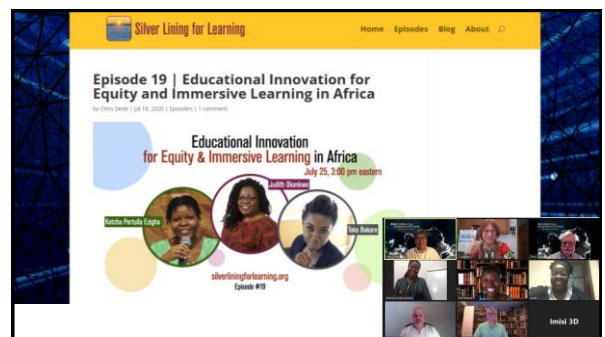 Silver Lining for Learning
Home Episodes Blog About
Episode 19 | Educational Innovation for
Equity and Immersive Learning in Africa
by Chris Dede | Jul 19, 2020 | Episodes | 1 comment
Educational Innovation
for Equity & Immersive Learning in Africa
July 25, 3:00 pm eastern
Judith Okonkwo
Ketcha Pertulla Ezigha
Toks Bakare
silverliningforlearning.org
Episode #19
Imisi 3D